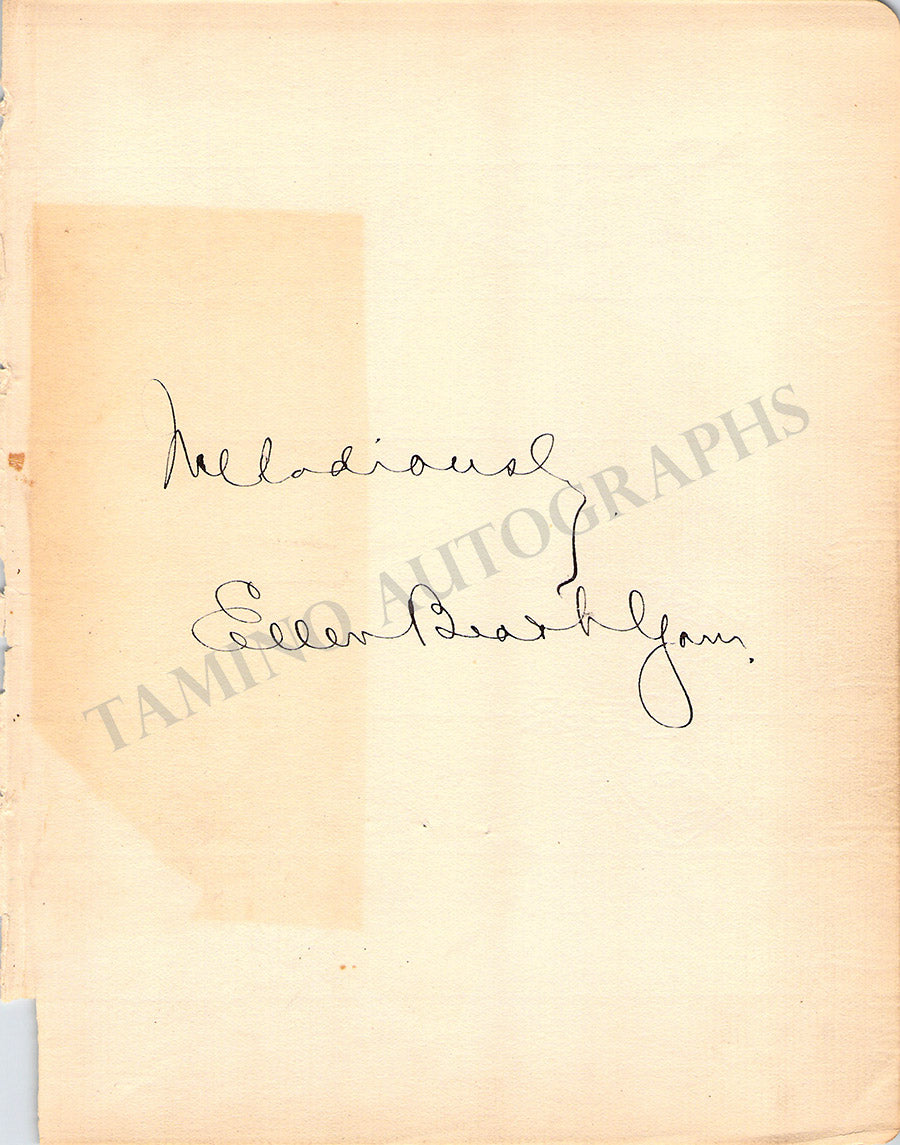 Melodiously
Ellen Beach Yaw.
TAMINO AUTOGRAPHS